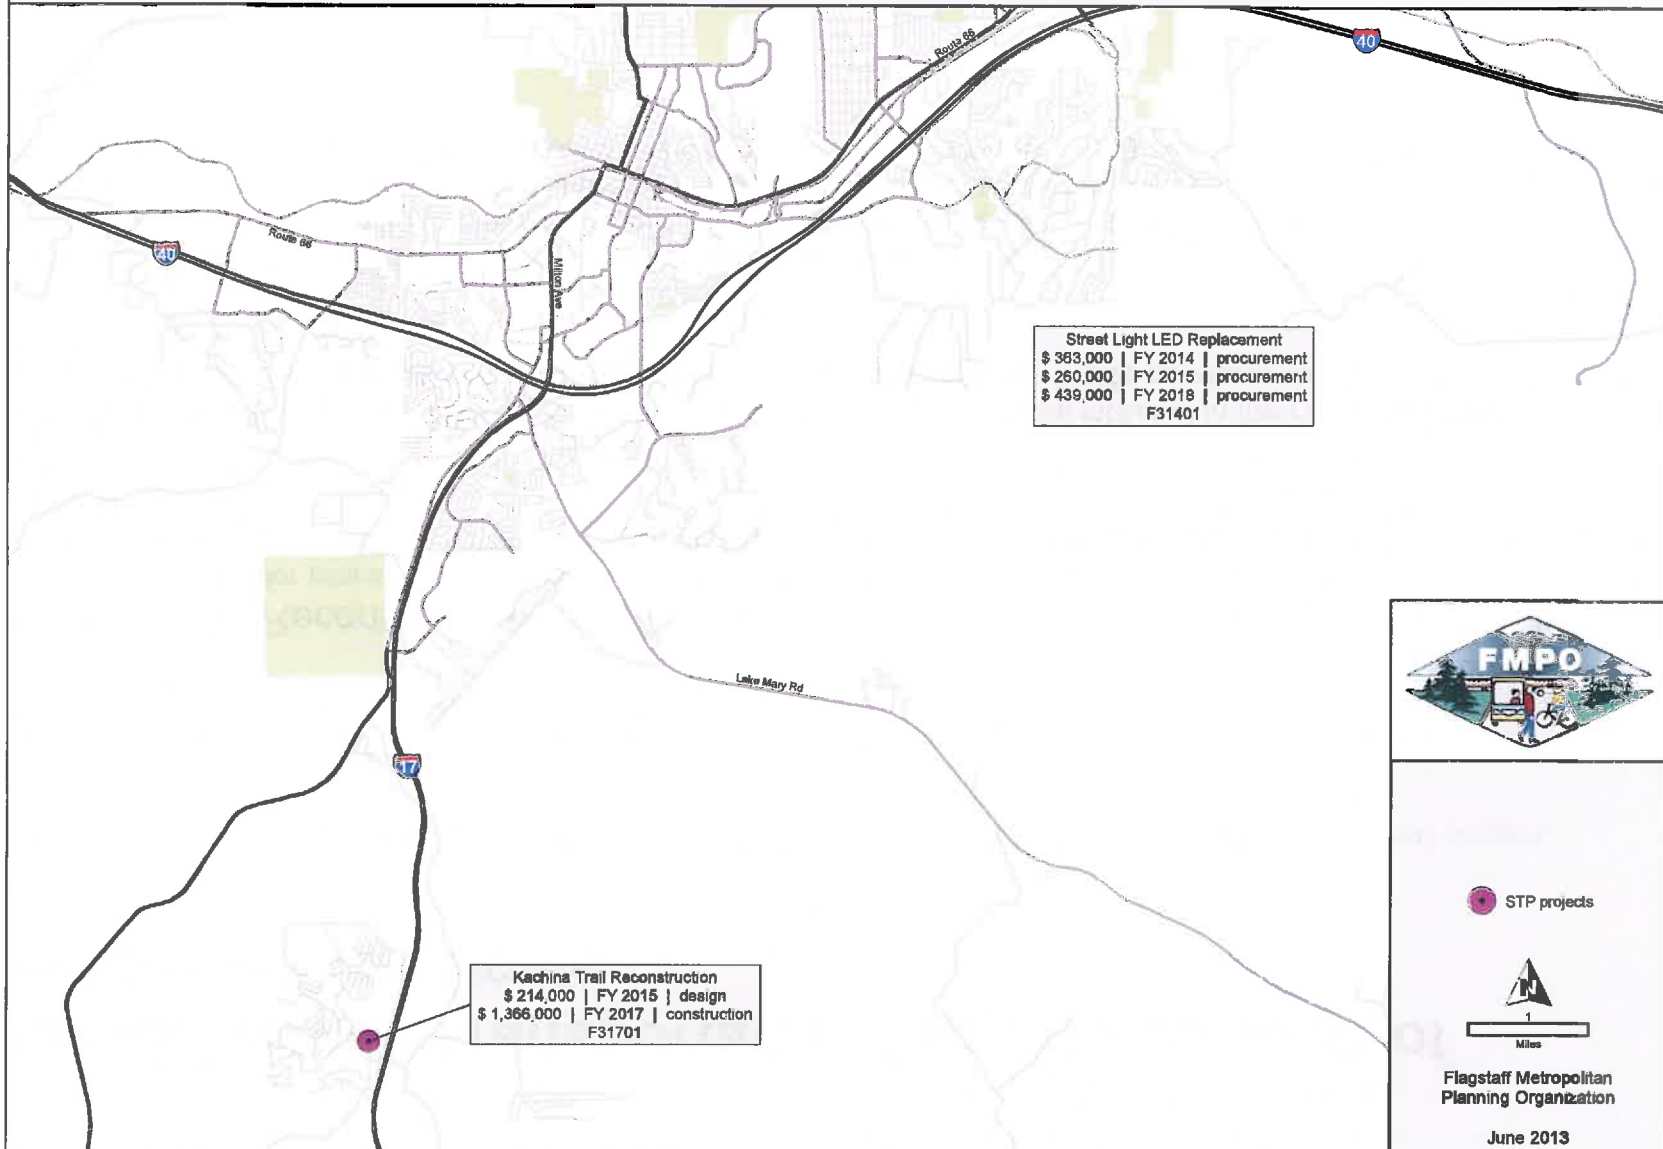 Route 66
40
Route 66
40
Milton Ave
Street Light LED Replacement
$ 363,000 | FY 2014 | procurement
$ 260,000 | FY 2015 | procurement
$ 439,000 | FY 2018 | procurement
F31401
FMPO
Lake Mary Rd
17
STP projects
Kachina Trail Reconstruction
$ 214,000 | FY 2015 | design
$ 1,366,000 | FY 2017 | construction
F31701
N
1
Miles
Flagstaff Metropolitan
Planning Organization
June 2013